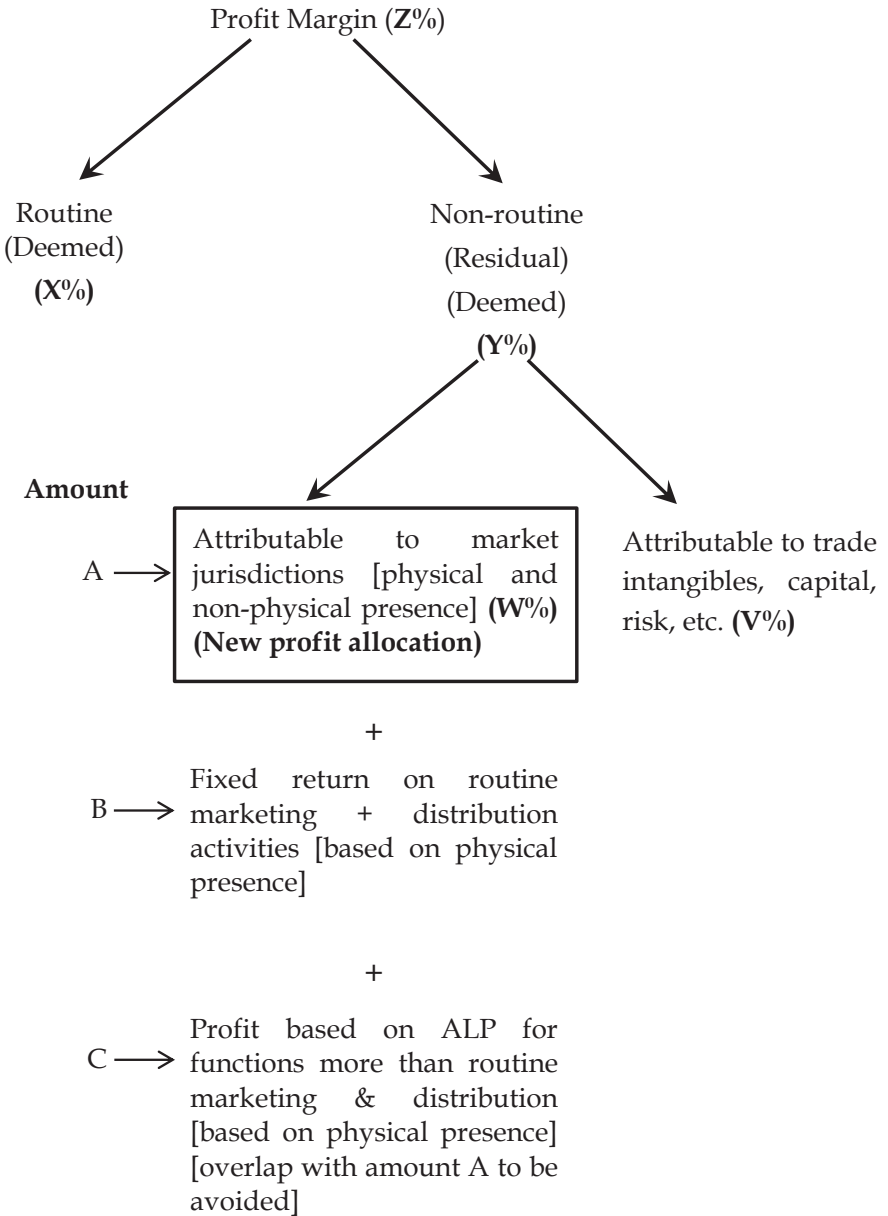 Profit Margin (Z%)
Routine
(Deemed)
(X%)
Non-routine
(Residual)
(Deemed)
(Y%)
Amount
A
Attributable to market
jurisdictions [physical and
non-physical presence] (W%)
(New profit allocation)
Attributable to trade
intangibles, capital,
risk, etc. (V%)
+
B
Fixed return on routine
marketing + distribution
activities [based on physical
presence]
+
C
Profit based on ALP for
functions more than routine
marketing & distribution
[based on physical presence]
[overlap with amount A to be
avoided]